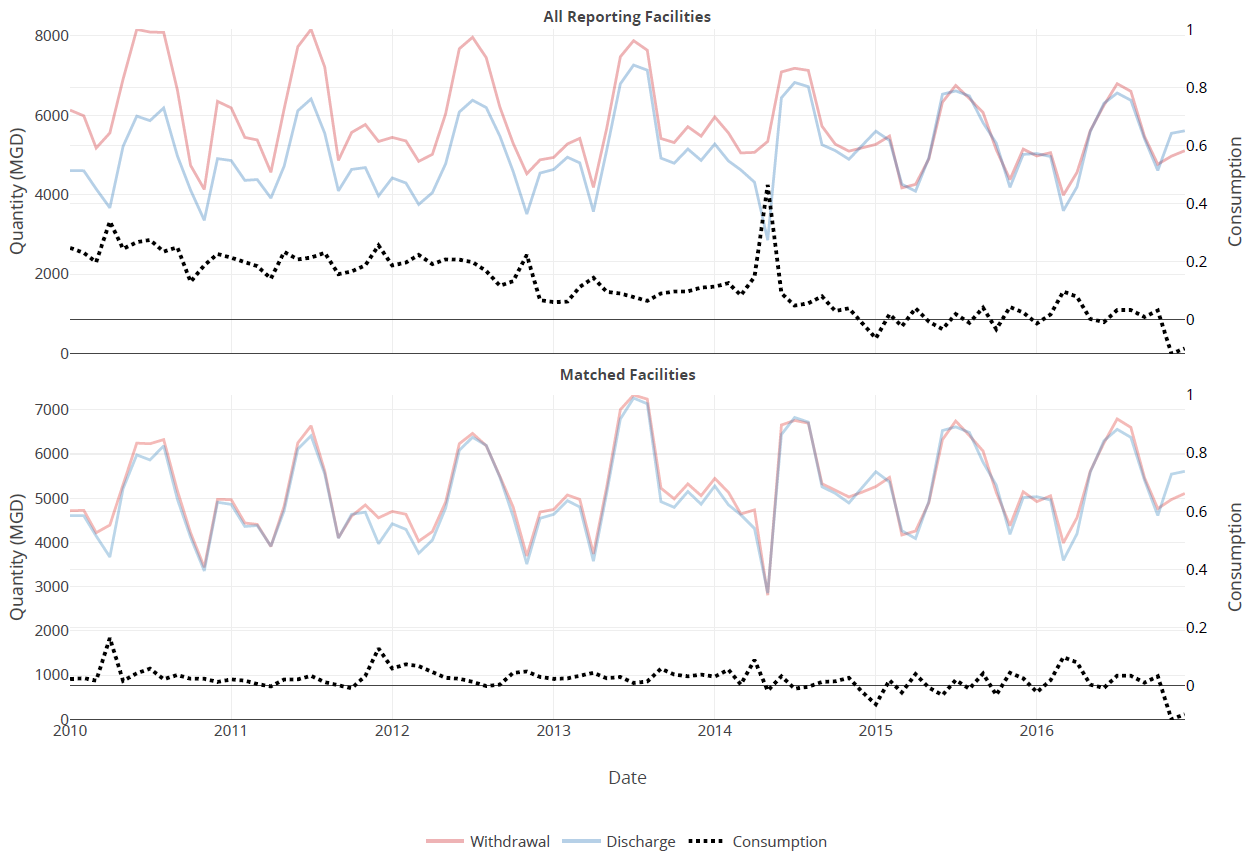 All Reporting Facilities
8000
6000
4000
2000
0
Quantity (MGD)
1
0.8
0.6
0.4
0.2
0
Consumption
Matched Facilities
7000
6000
5000
4000
3000
2000
1000
0
Quantity (MGD)
1
0.8
0.6
0.4
0.2
0
Consumption
2010 2011 2012 2013 2014 2015 2016
Date
Withdrawal Discharge Consumption